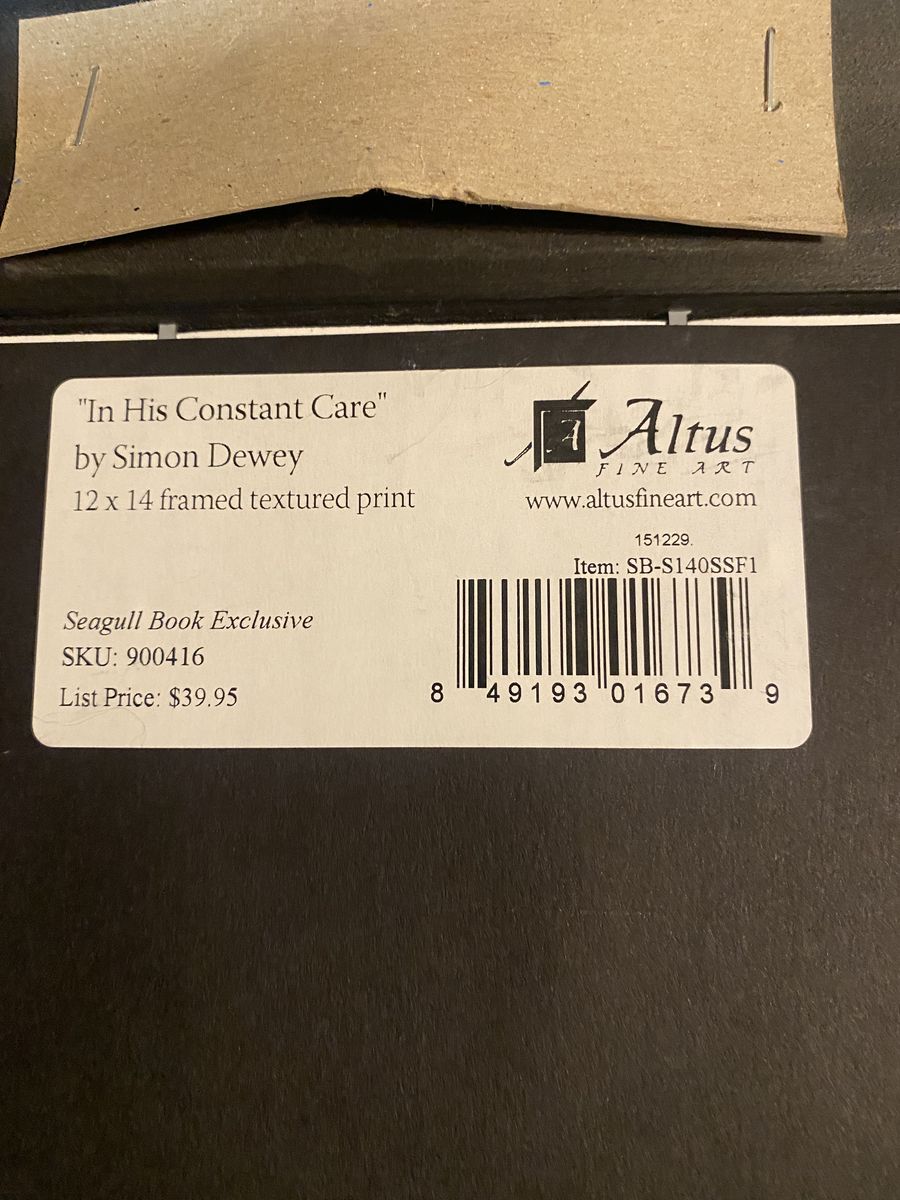 "In His Constant Care"
by Simon Dewey
12 x 14 framed textured print
Seagull Book Exclusive
SKU: 900416
List Price: $39.95
A
Altus
FINE ART
www.altusfineart.com
151229.
Item: SB-S140SSF1
8 49193 01673 9